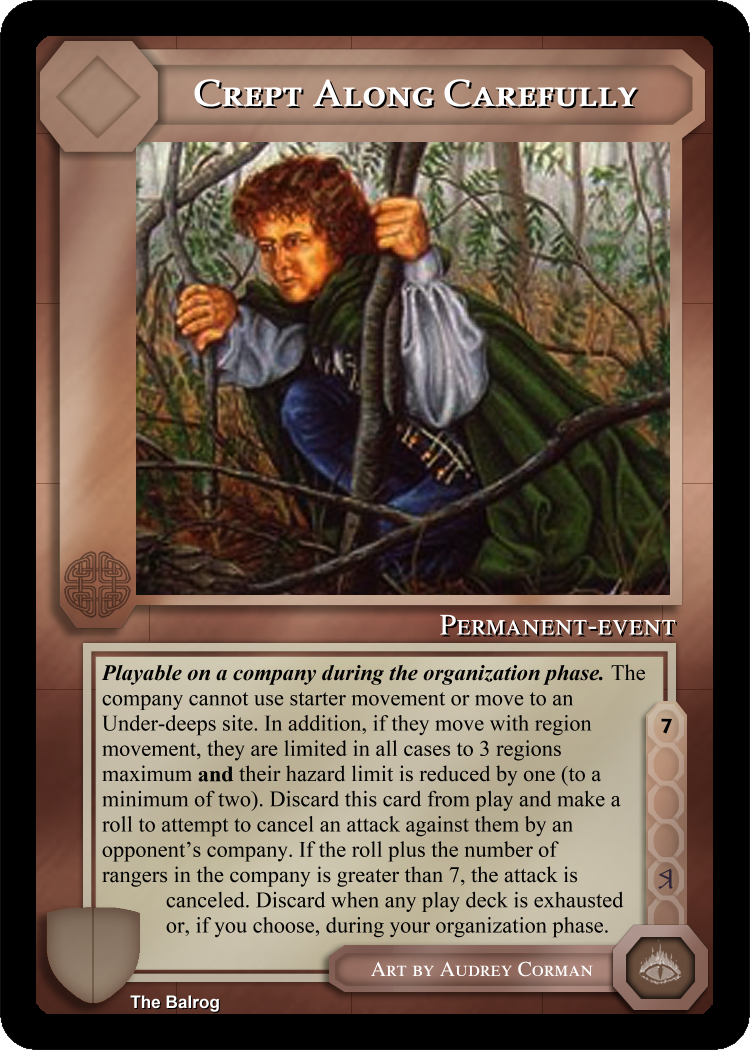 Crept Along Carefully
Permanent-event
Playable on a company during the organization phase. The
company cannot use starter movement or move to an
Under-deeps site. In addition, if they move with region
movement, they are limited in all cases to 3 regions
maximum and their hazard limit is reduced by one (to a
minimum of two). Discard this card from play and make a
roll to attempt to cancel an attack against them by an
opponent's company. If the roll plus the number of
rangers in the company is greater than 7, the attack is
canceled. Discard when any play deck is exhausted
or, if you choose, during your organization phase.
7
Art by Audrey Corman
The Balrog